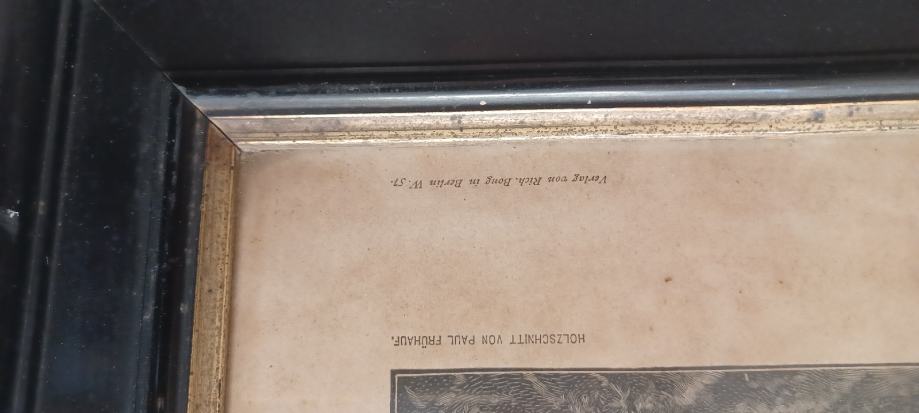 HOLZSCHNITT VON PAUL FRÜHAUF.
Verlag von Rich. Bong in Berlin W. 57.